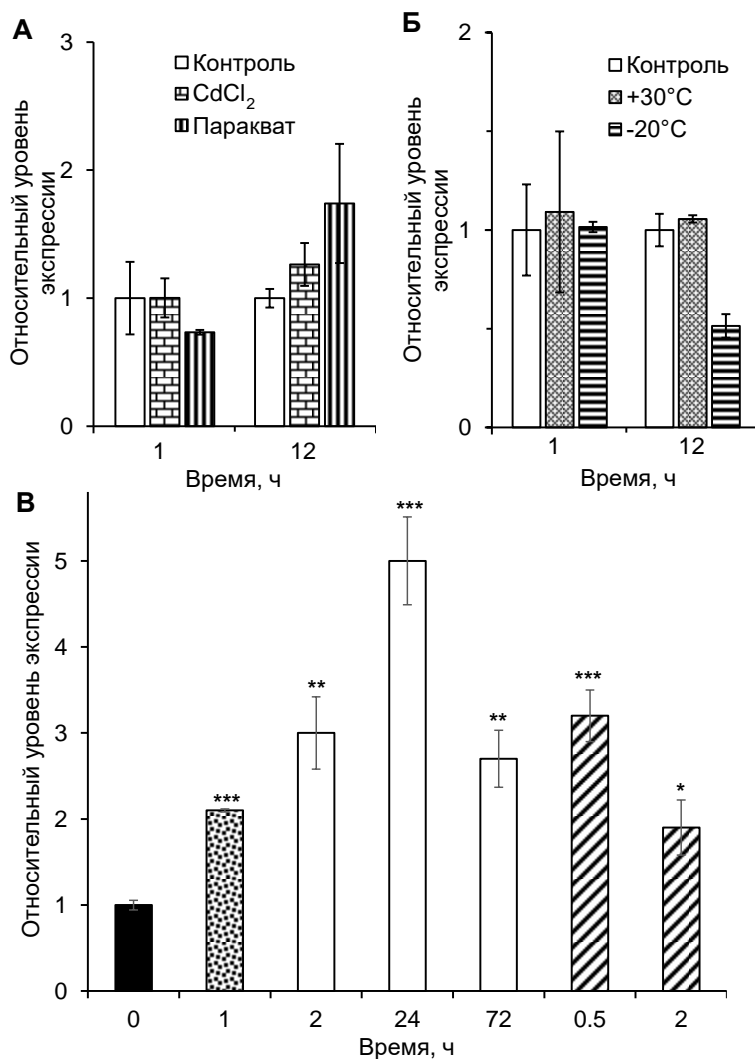 А
3
2
1
0
Относительный уровень
экспрессии
Контроль
CdCl2
Паракват
1
12
Время, ч
Б
2
1
0
Относительный уровень
экспрессии
Контроль
+30°C
-20°C
1
12
Время, ч
В
5
4
3
2
1
0
Относительный уровень экспрессии
***
**
***
**
***
*
0
1
2
24
72
0.5
2
Время, ч